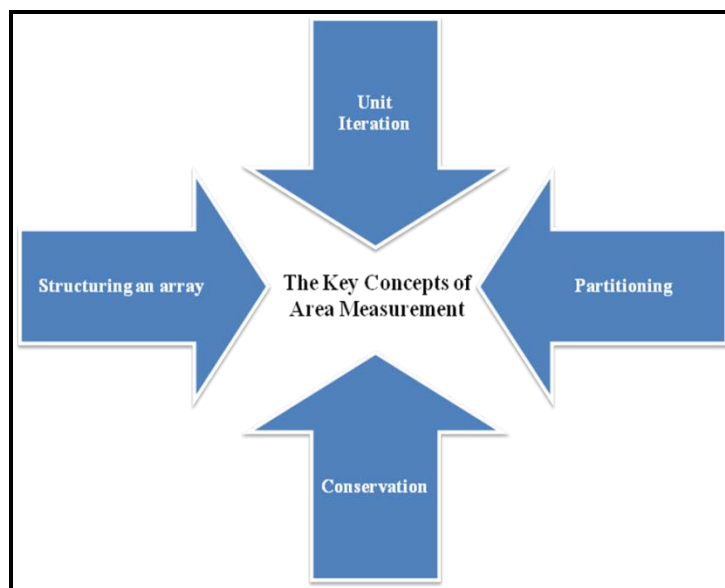 Unit
Iteration
Structuring an array
The Key Concepts of
Area Measurement
Partitioning
Conservation